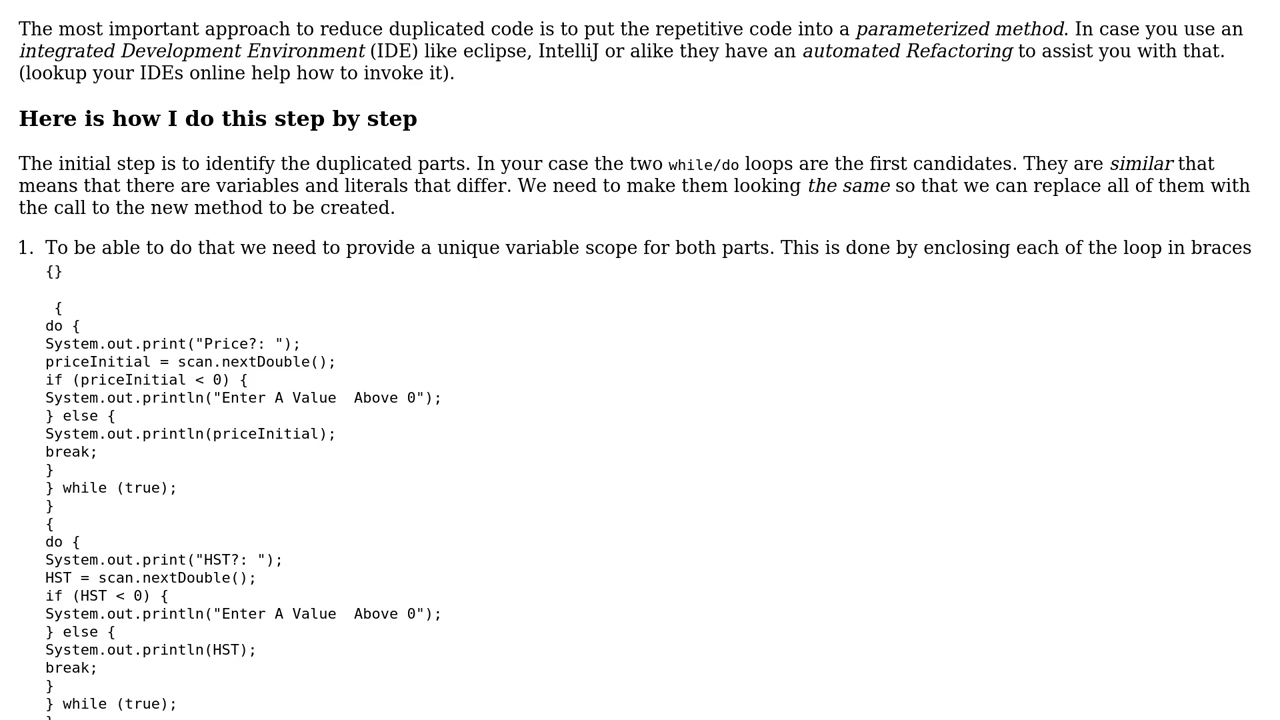 The most important approach to reduce duplicated code is to put the repetitive code into a parameterized method. In case you use an
integrated Development Environment (IDE) like eclipse, IntelliJ or alike they have an automated Refactoring to assist you with that.
(lookup your IDEs online help how to invoke it).
Here is how I do this step by step
The initial step is to identify the duplicated parts. In your case the two while/do loops are the first candidates. They are similar that
means that there are variables and literals that differ. We need to make them looking the same so that we can replace all of them with
the call to the new method to be created.
1. To be able to do that we need to provide a unique variable scope for both parts. This is done by enclosing each of the loop in braces
{}
{
do {
System.out.print("Price?: ");
priceInitial = scan.nextDouble();
if (priceInitial < 0) {
System.out.println("Enter A Value  Above 0");
} else {
System.out.println(priceInitial);
break;
}
} while (true);
}
{
do {
System.out.print("HST?: ");
HST = scan.nextDouble();
if (HST < 0) {
System.out.println("Enter A Value  Above 0");
} else {
System.out.println(HST);
break;
}
} while (true);
}